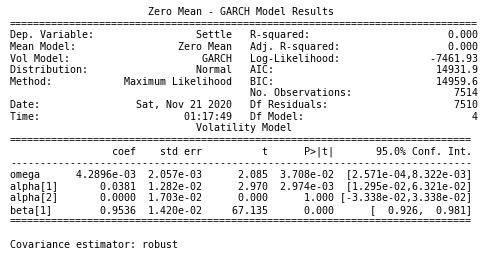 Zero Mean - GARCH Model Results
==============================================================================
Dep. Variable:                 Settle   R-squared:                       0.000
Mean Model:                 Zero Mean   Adj. R-squared:                  0.000
Vol Model:                      GARCH   Log-Likelihood:               -7461.93
Distribution:                  Normal   AIC:                           14931.9
Method:            Maximum Likelihood   BIC:                           14959.6
                                        No. Observations:                 7514
Date:                Sat, Nov 21 2020   Df Residuals:                     7510
Time:                        01:17:49   Df Model:                            4
                               Volatility Model
=============================================================================
                 coef    std err          t      P>|t|       95.0% Conf. Int.
-----------------------------------------------------------------------------
omega      4.2896e-03  2.057e-03      2.085  3.708e-02  [2.571e-04,8.322e-03]
alpha[1]       0.0381  1.282e-02      2.970  2.974e-03  [1.295e-02,6.321e-02]
alpha[2]       0.0000  1.703e-02      0.000      1.000 [-3.338e-02,3.338e-02]
beta[1]        0.9536  1.420e-02     67.135      0.000      [  0.926,  0.981]
=============================================================================
Covariance estimator: robust